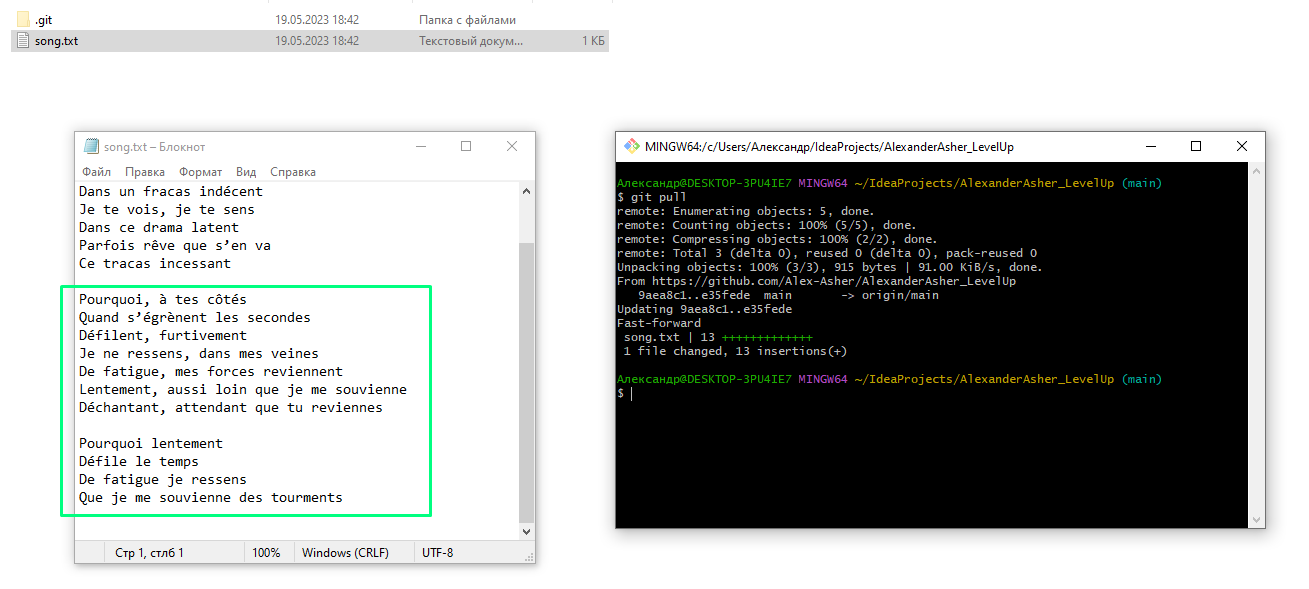 .git 19.05.2023 18:42 Папка с файлами
song.txt 19.05.2023 18:42 Текстовый докум... 1 КБ
song.txt – Блокнот
Файл Правка Формат Вид Справка
Dans un fracas indécent
Je te vois, je te sens
Dans ce drama latent
Parfois rêve que s’en va
Ce tracas incessant
Pourquoi, à tes côtés
Quand s’égrènent les secondes
Défilent, furtivement
Je ne ressens, dans mes veines
De fatigue, mes forces reviennent
Lentement, aussi loin que je me souvienne
Déchantant, attendant que tu reviennes
Pourquoi lentement
Défile le temps
De fatigue je ressens
Que je me souvienne des tourments
Стр 1, стлб 1 100% Windows (CRLF) UTF-8
MINGW64:/c/Users/Александр/IdeaProjects/AlexanderAsher_LevelUp
Александр@DESKTOP-3PU4IE7 MINGW64 ~/IdeaProjects/AlexanderAsher_LevelUp (main)
$ git pull
remote: Enumerating objects: 5, done.
remote: Counting objects: 100% (5/5), done.
remote: Compressing objects: 100% (2/2), done.
remote: Total 3 (delta 0), reused 0 (delta 0), pack-reused 0
Unpacking objects: 100% (3/3), 915 bytes | 91.00 KiB/s, done.
From https://github.com/Alex-Asher/AlexanderAsher_LevelUp
9aea8c1..e35fede main -> origin/main
Updating 9aea8c1..e35fede
Fast-forward
song.txt | 13 +++++++++++++
1 file changed, 13 insertions(+)
Александр@DESKTOP-3PU4IE7 MINGW64 ~/IdeaProjects/AlexanderAsher_LevelUp (main)
$